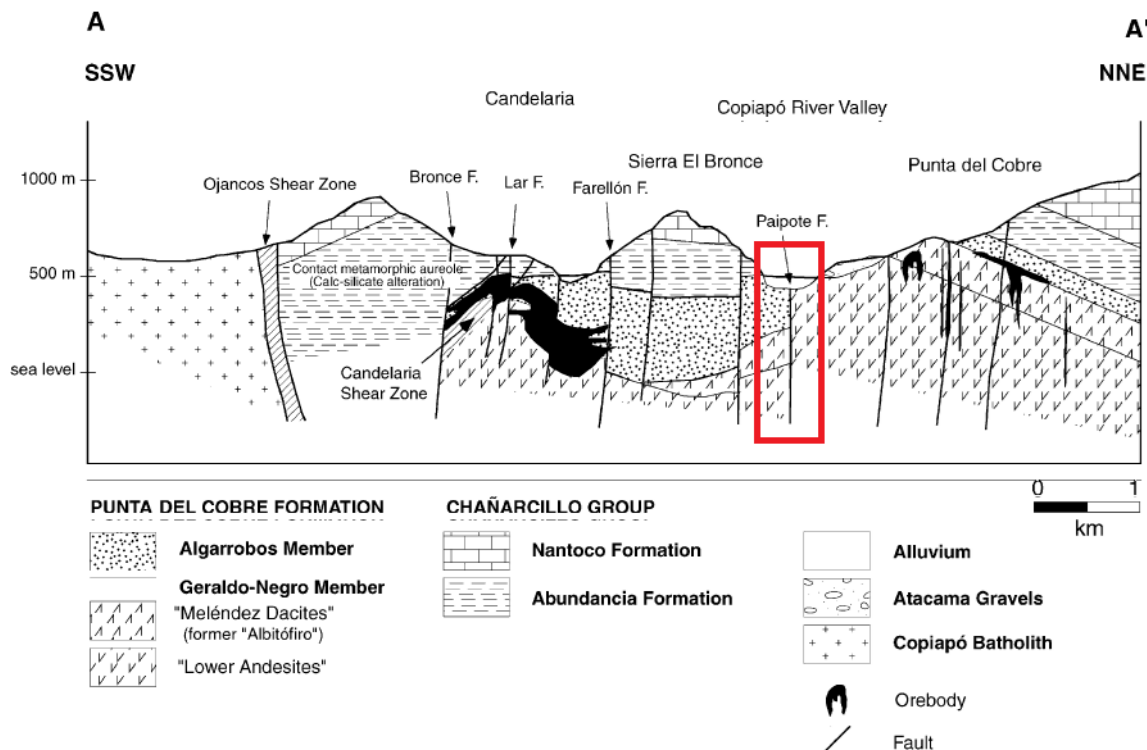 A
A'
SSW
NNE
Candelaria
Copiapó River Valley
Sierra El Bronce
Punta del Cobre
1000 m
Ojancos Shear Zone
Bronce F.
Lar F.
Farellón F.
Paipote F.
500 m
Contact metamorphic aureole
(Calc-silicate alteration)
sea level
Candelaria
Shear Zone
0 1
km
PUNTA DEL COBRE FORMATION
Algarrobos Member
Geraldo-Negro Member
"Meléndez Dacites"
(former "Albitófiro")
"Lower Andesites"
CHAÑARCILLO GROUP
Nantoco Formation
Abundancia Formation
Alluvium
Atacama Gravels
Copiapó Batholith
Orebody
Fault